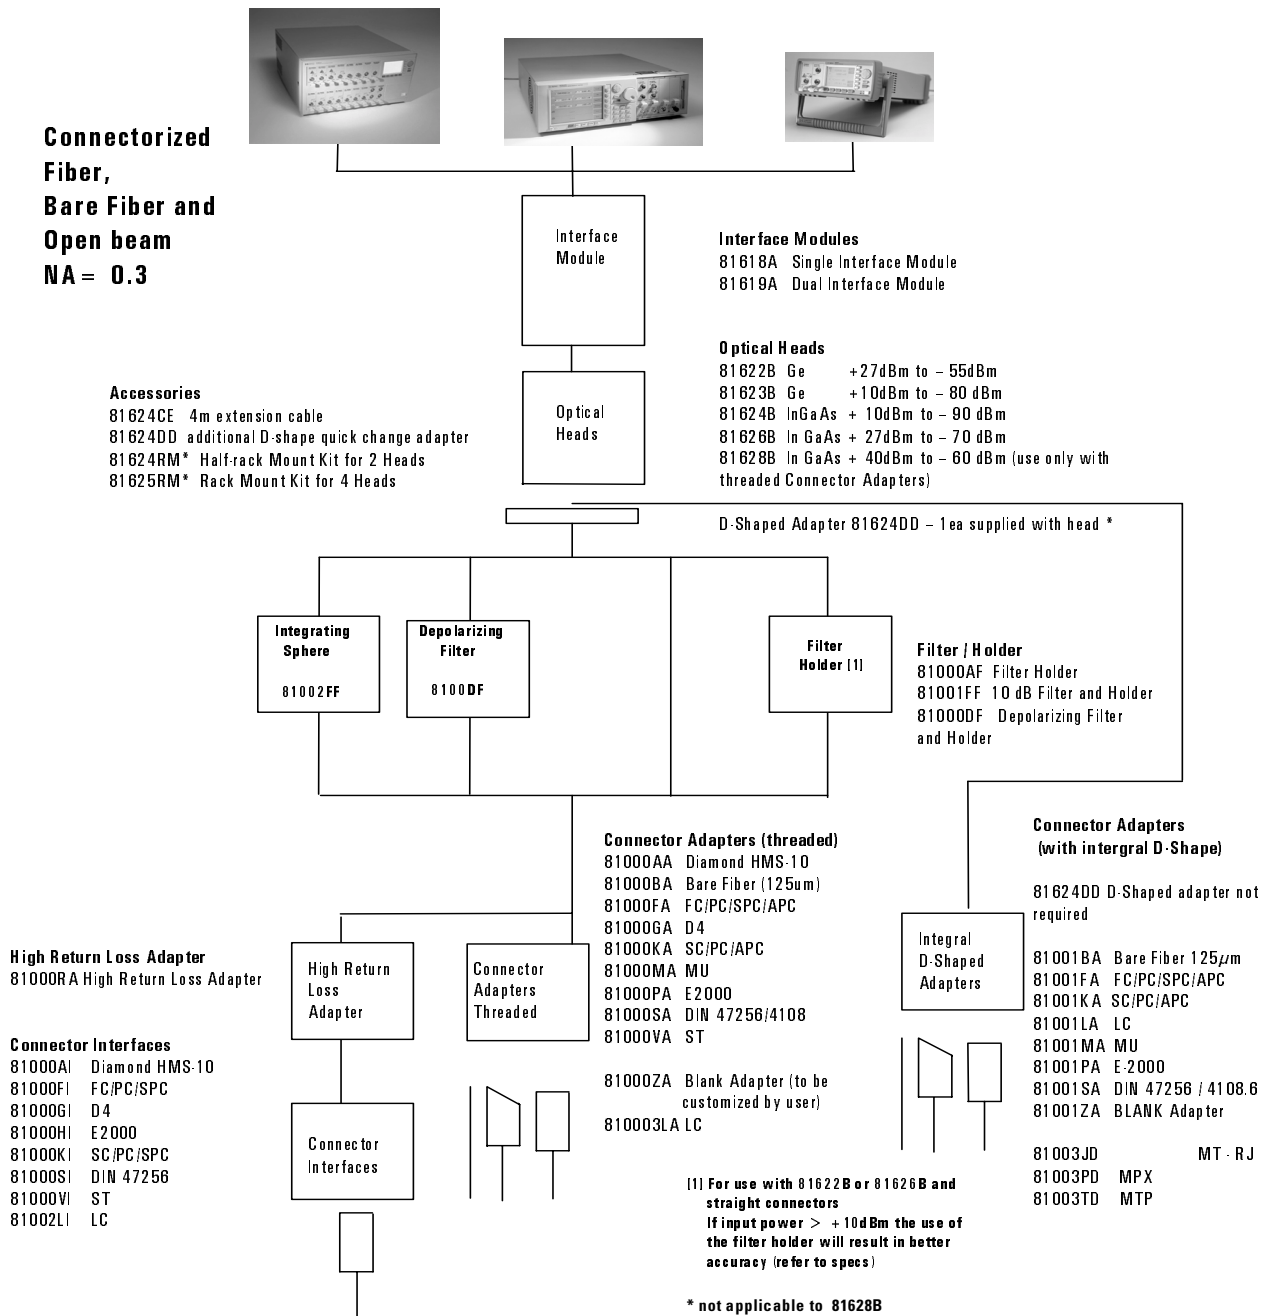 Connectorized
Fiber,
Bare Fiber and
Open beam
NA = 0.3
Interface
Module
Interface Modules
81618A Single Interface Module
81619A Dual Interface Module
Optical Heads
81622B Ge +27dBm to – 55dBm
81623B Ge +10dBm to – 80 dBm
81624B InGaAs + 10dBm to – 90 dBm
81626B In GaAs + 27dBm to – 70 dBm
81628B In GaAs + 40dBm to – 60 dBm (use only with
threaded Connector Adapters)
Accessories
81624CE 4m extension cable
81624DD additional D-shape quick change adapter
81624RM* Half-rack Mount Kit for 2 Heads
81625RM* Rack Mount Kit for 4 Heads
Optical
Heads
D-Shaped Adapter 81624DD – 1ea supplied with head *
Integrating
Sphere
81002FF
Depolarizing
Filter
8100DF
Filter
Holder [1]
Filter / Holder
81000AF Filter Holder
81001FF 10 dB Filter and Holder
81000DF Depolarizing Filter
and Holder
Connector Adapters (threaded)
81000AA Diamond HMS-10
81000BA Bare Fiber (125um)
81000FA FC/PC/SPC/APC
81000GA D4
81000KA SC/PC/APC
81000MA MU
81000PA E2000
81000SA DIN 47256/4108
81000VA ST
81000ZA Blank Adapter (to be
customized by user)
810003LA LC
Connector Adapters
(with intergral D-Shape)
81624DD D-Shaped adapter not
required
81001BA Bare Fiber 125µm
81001FA FC/PC/SPC/APC
81001KA SC/PC/APC
81001LA LC
81001MA MU
81001PA E-2000
81001SA DIN 47256 / 4108.6
81001ZA BLANK Adapter
81003JD MT - RJ
81003PD MPX
81003TD MTP
Integral
D-Shaped
Adapters
High Return Loss Adapter
81000RA High Return Loss Adapter
High Return
Loss
Adapter
Connector
Adapters
Threaded
Connector Interfaces
81000AI Diamond HMS-10
81000FI FC/PC/SPC
81000GI D4
81000HI E2000
81000KI SC/PC/SPC
81000SI DIN 47256
81000VI ST
81002LI LC
Connector
Interfaces
[1] For use with 81622B or 81626B and
straight connectors
If input power > + 10dBm the use of
the filter holder will result in better
accuracy (refer to specs)
* not applicable to 81628B